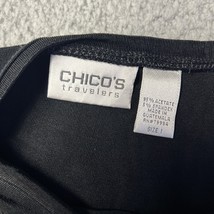 CHICO'S
travelers
95% ACETATE
5% SPANDEX
MADE IN
GUATEMALA
SIZE 1